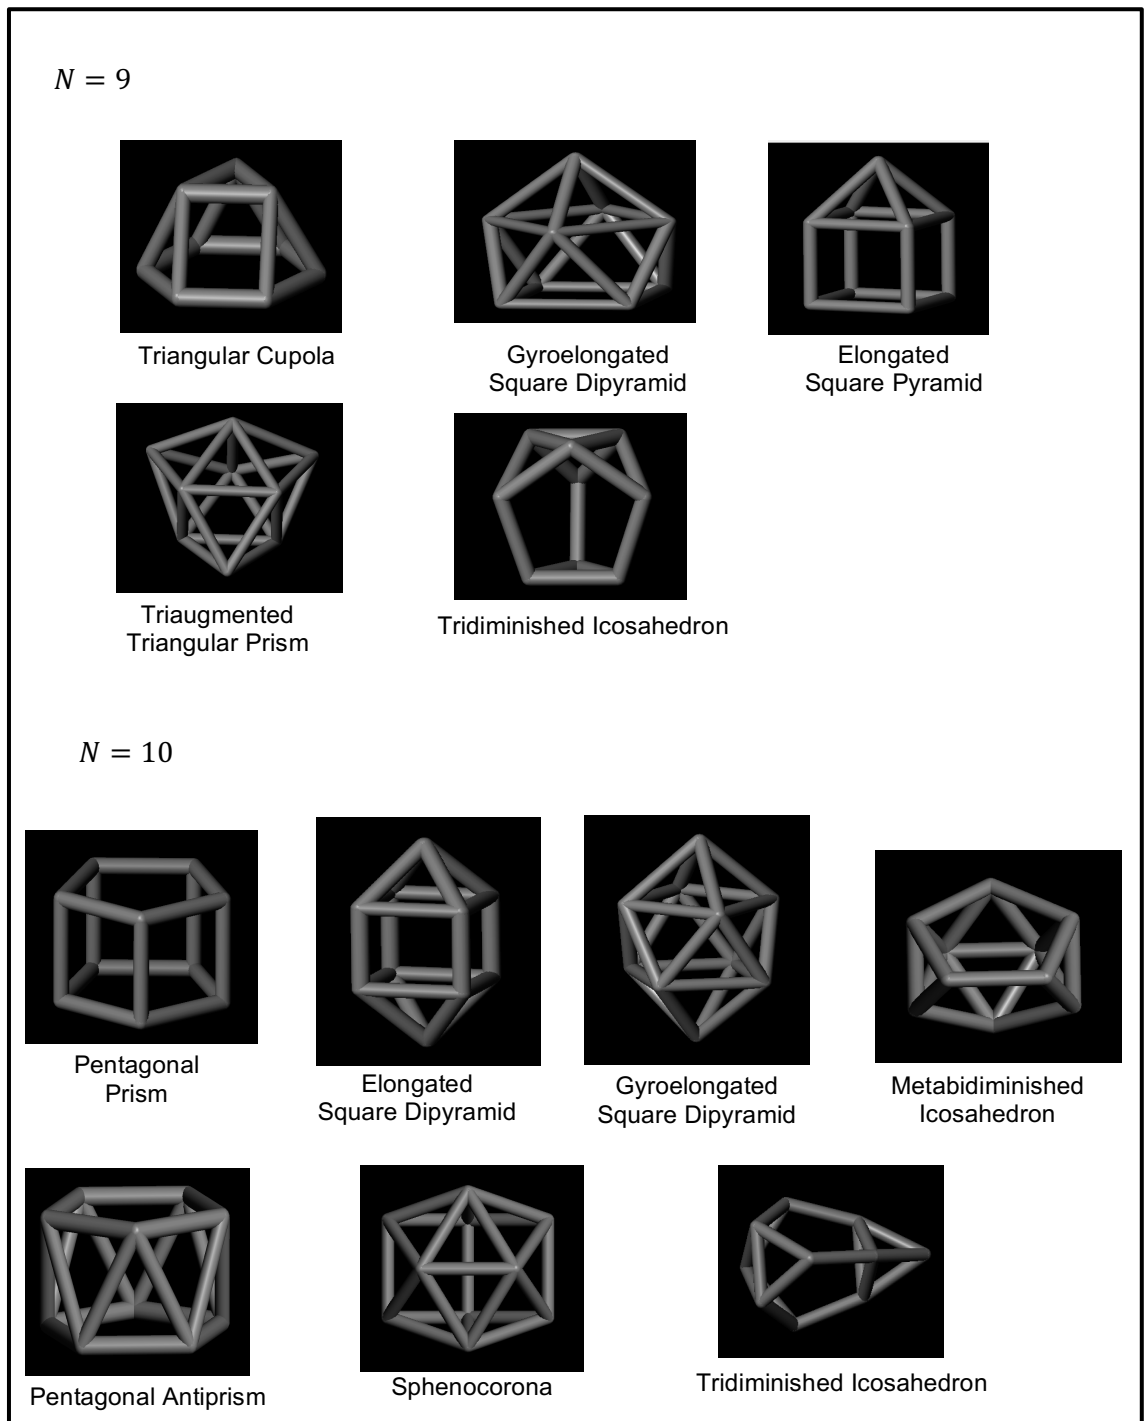 N = 9
Triangular Cupola
Gyroelongated
Square Dipyramid
Elongated
Square Pyramid
Triaugmented
Triangular Prism
Tridiminished Icosahedron
N = 10
Pentagonal
Prism
Elongated
Square Dipyramid
Gyroelongated
Square Dipyramid
Metabidiminished
Icosahedron
Pentagonal Antiprism
Sphenocorona
Tridiminished Icosahedron